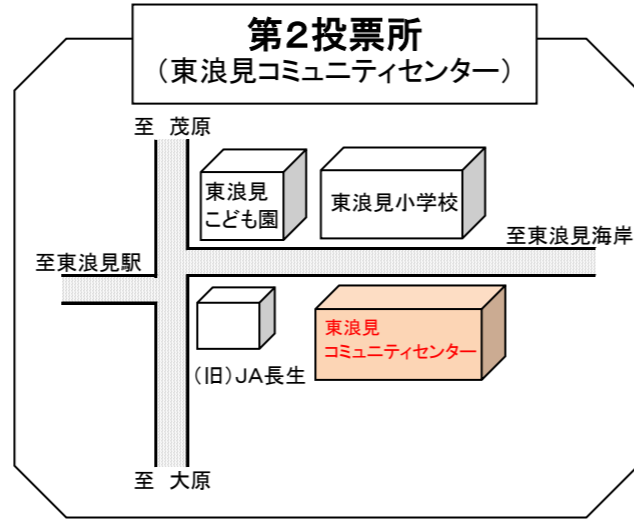 第2投票所
（東浪見コミュニティセンター）
至　茂原
東浪見
こども園
東浪見小学校
至東浪見海岸
至東浪見駅
東浪見
コミュニティセンター
（旧）JA長生
至　大原